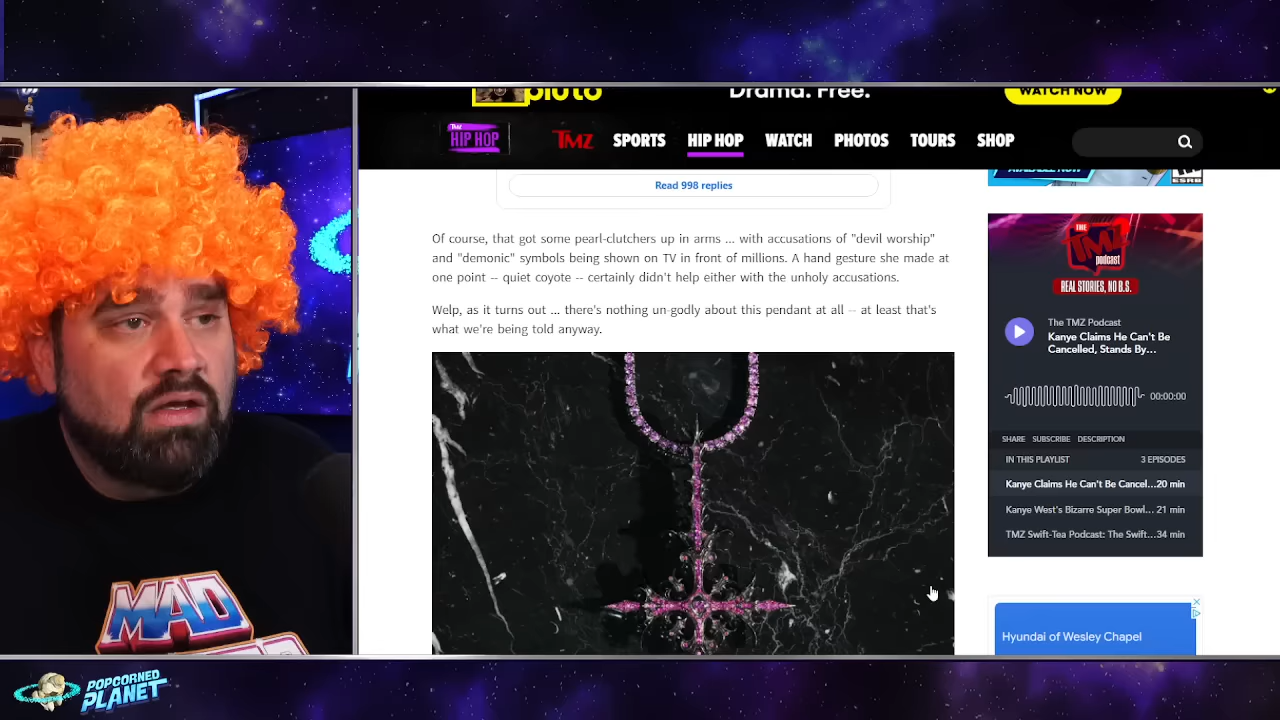 pluto
Drama. Free.
WATCH NOW
TMZ
HIP HOP
TMZ
SPORTS
HIP HOP
WATCH
PHOTOS
TOURS
SHOP
Read 998 replies
AVAILABLE NOW
ESRB
Of course, that got some pearl-clutchers up in arms ... with accusations of "devil worship"
and "demonic" symbols being shown on TV in front of millions. A hand gesture she made at
one point -- quiet coyote -- certainly didn't help either with the unholy accusations.
Welp, as it turns out ... there's nothing un-godly about this pendant at all -- at least that's
what we're being told anyway.
THE
TMZ
podcast
REAL STORIES, NO B.S.
The TMZ Podcast
Kanye Claims He Can't Be
Cancelled, Stands By...
00:00:00
SHARE SUBSCRIBE DESCRIPTION
IN THIS PLAYLIST 3 EPISODES
Kanye Claims He Can't Be Cancel...20 min
Kanye West's Bizarre Super Bowl... 21 min
TMZ Swift-Tea Podcast: The Swift...34 min
Hyundai of Wesley Chapel
MAD
POPCORNED
PLANET